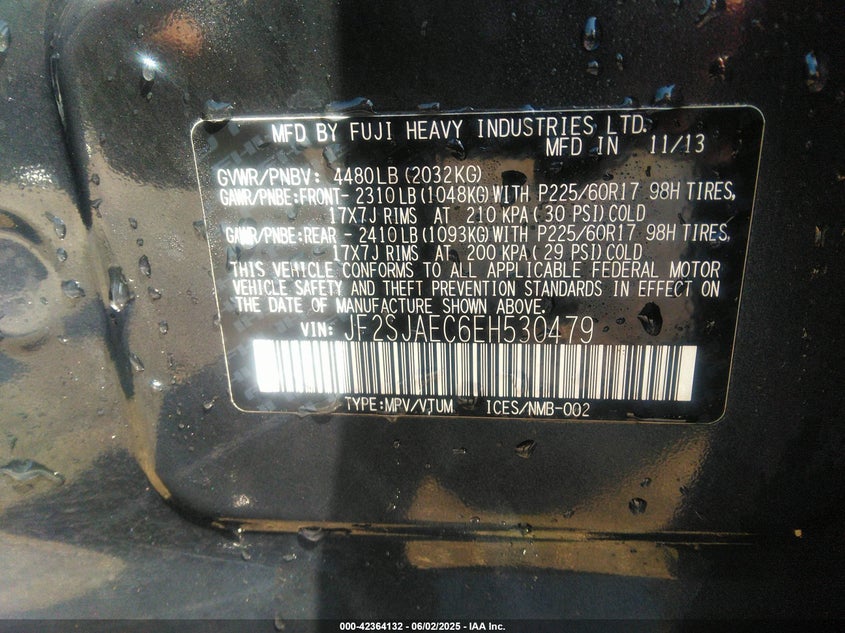 MFD BY FUJI HEAVY INDUSTRIES LTD.
MFD IN 11/13
GVWR/PNBV: 4480LB (2032KG)
GAWR/PNBE:FRONT- 2310 LB (1048KG) WITH P225/60R17 98H TIRES,
17X7J RIMS AT 210 KPA (30 PSI) COLD
GAWR/PNBE:REAR - 2410 LB (1093KG) WITH P225/60R17 98H TIRES,
17X7J RIMS AT 200 KPA (29 PSI) COLD
THIS VEHICLE CONFORMS TO ALL APPLICABLE FEDERAL MOTOR
VEHICLE SAFETY AND THEFT PREVENTION STANDARDS IN EFFECT ON
THE DATE OF MANUFACTURE SHOWN ABOVE.
VIN: JF2SJAEC6EH530479
TYPE:MPV/VTUM ICES/NMB-002
000-42364132 - 06/02/2025 - IAA Inc.